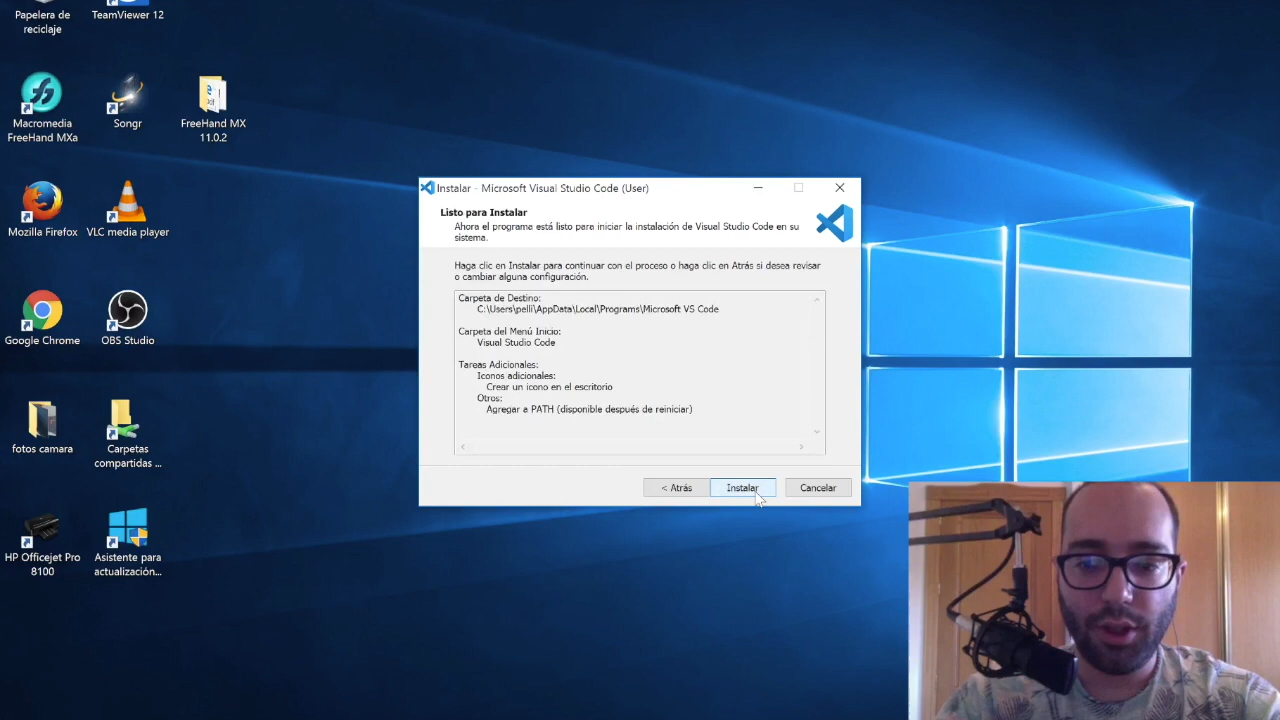 Papelera de
reciclaje
TeamViewer 12
Macromedia
FreeHand MXa
Songr
FreeHand MX
11.0.2
Mozilla Firefox
VLC media player
Google Chrome
OBS Studio
fotos camara
Carpetas
compartidas ...
HP Officejet Pro
8100
Asistente para
actualización...
Instalar - Microsoft Visual Studio Code (User)
Listo para Instalar
Ahora el programa está listo para iniciar la instalación de Visual Studio Code en su
sistema.
Haga clic en Instalar para continuar con el proceso o haga clic en Atrás si desea revisar
o cambiar alguna configuración.
Carpeta de Destino:
C:\Users\pelli\AppData\Local\Programs\Microsoft VS Code
Carpeta del Menú Inicio:
Visual Studio Code
Tareas Adicionales:
Iconos adicionales:
Crear un icono en el escritorio
Otros:
Agregar a PATH (disponible después de reiniciar)
< Atrás
Instalar
Cancelar